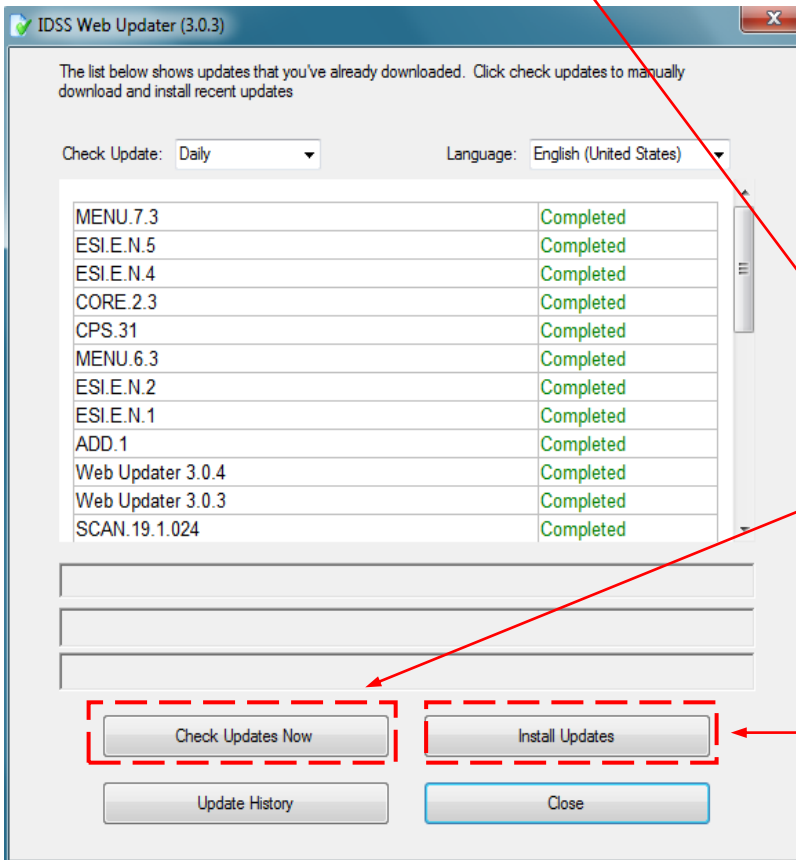 IDSS Web Updater (3.0.3)
x
The list below shows updates that you've already downloaded. Click check updates to manually
download and install recent updates
Check Update: Daily Language: English (United States)
MENU.7.3 Completed
ESI.E.N.5 Completed
ESI.E.N.4 Completed
CORE.2.3 Completed
CPS.31 Completed
MENU.6.3 Completed
ESI.E.N.2 Completed
ESI.E.N.1 Completed
ADD.1 Completed
Web Updater 3.0.4 Completed
Web Updater 3.0.3 Completed
SCAN.19.1.024 Completed
Check Updates Now Install Updates
Update History Close